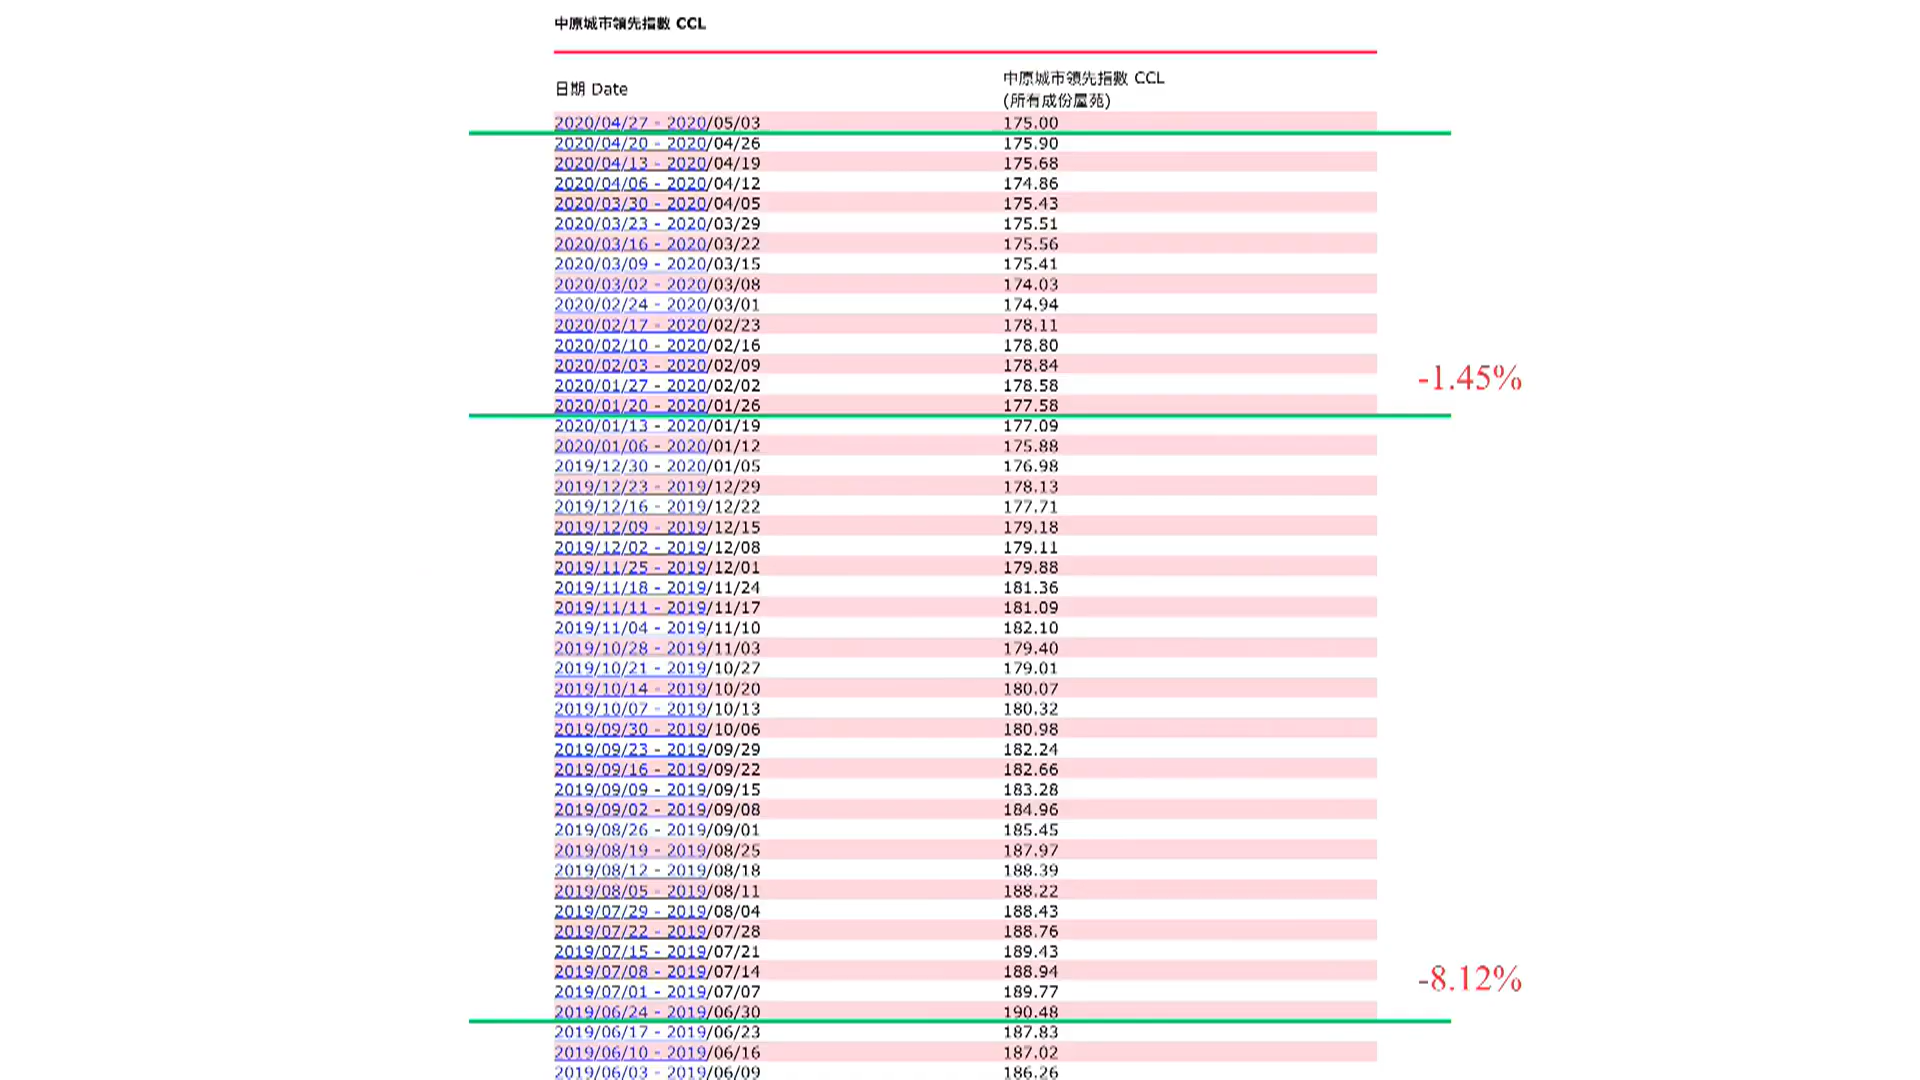 中原城市領先指數 CCL
日期 Date
中原城市領先指數 CCL
(所有成份屋苑)
2020/04/27 - 2020/05/03 175.00
2020/04/20 - 2020/04/26 175.90
2020/04/13 - 2020/04/19 175.68
2020/04/06 - 2020/04/12 174.86
2020/03/30 - 2020/04/05 175.43
2020/03/23 - 2020/03/29 175.51
2020/03/16 - 2020/03/22 175.56
2020/03/09 - 2020/03/15 175.41
2020/03/02 - 2020/03/08 174.03
2020/02/24 - 2020/03/01 174.94
2020/02/17 - 2020/02/23 178.11
2020/02/10 - 2020/02/16 178.80
2020/02/03 - 2020/02/09 178.84
-1.45%
2020/01/27 - 2020/02/02 178.58
2020/01/20 - 2020/01/26 177.58
2020/01/13 - 2020/01/19 177.09
2020/01/06 - 2020/01/12 175.88
2019/12/30 - 2020/01/05 176.98
2019/12/23 - 2019/12/29 178.13
2019/12/16 - 2019/12/22 177.71
2019/12/09 - 2019/12/15 179.18
2019/12/02 - 2019/12/08 179.11
2019/11/25 - 2019/12/01 179.88
2019/11/18 - 2019/11/24 181.36
2019/11/11 - 2019/11/17 181.09
2019/11/04 - 2019/11/10 182.10
2019/10/28 - 2019/11/03 179.40
2019/10/21 - 2019/10/27 179.01
2019/10/14 - 2019/10/20 180.07
2019/10/07 - 2019/10/13 180.32
2019/09/30 - 2019/10/06 180.98
2019/09/23 - 2019/09/29 182.24
2019/09/16 - 2019/09/22 182.66
2019/09/09 - 2019/09/15 183.28
2019/09/02 - 2019/09/08 184.96
2019/08/26 - 2019/09/01 185.45
2019/08/19 - 2019/08/25 187.97
2019/08/12 - 2019/08/18 188.39
2019/08/05 - 2019/08/11 188.22
2019/07/29 - 2019/08/04 188.43
2019/07/22 - 2019/07/28 188.76
2019/07/15 - 2019/07/21 189.43
2019/07/08 - 2019/07/14 188.94
-8.12%
2019/07/01 - 2019/07/07 189.77
2019/06/24 - 2019/06/30 190.48
2019/06/17 - 2019/06/23 187.83
2019/06/10 - 2019/06/16 187.02
2019/06/03 - 2019/06/09 186.26